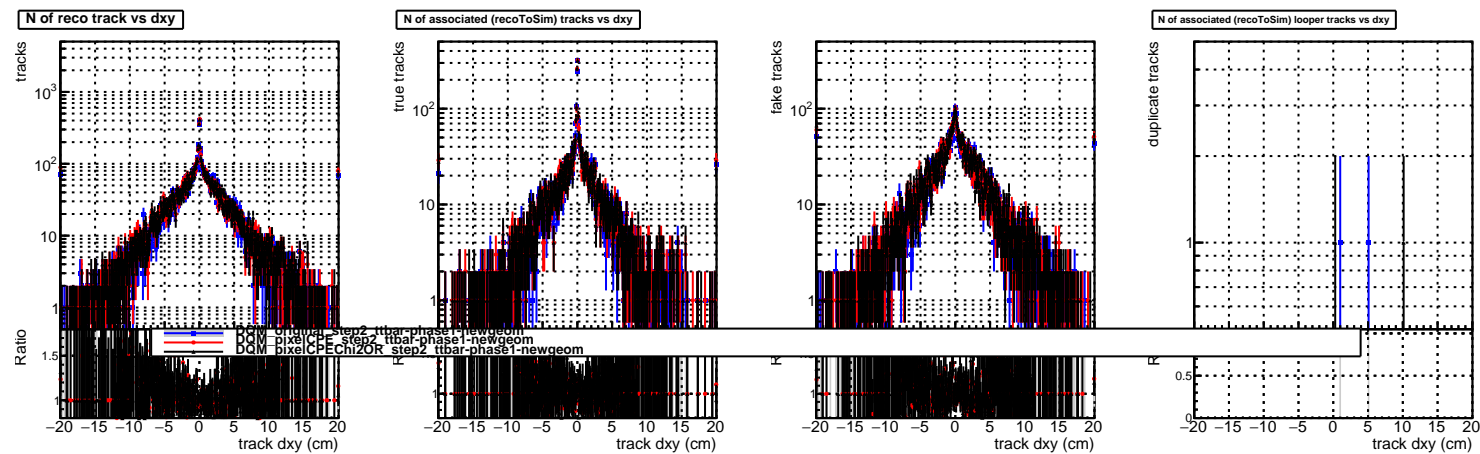 N of reco track vs dxy
tracks
10³
10²
10
1
Ratio
1.5
1
−20 −15 −10 −5 0 5 10 15 20
track dxy (cm)
N of associated (recoToSim) tracks vs dxy
true tracks
10²
10
1
−20 −15 −10 −5 0 5 10 15 20
track dxy (cm)
fake tracks
10²
10
1
−20 −15 −10 −5 0 5 10 15 20
track dxy (cm)
N of associated (recoToSim) looper tracks vs dxy
duplicate tracks
1
0.5
0
−20 −15 −10 −5 0 5 10 15 20
track dxy (cm)
DQM_original_step2_ttbar-phase1-newgeom
DQM_pixelCPE_step2_ttbar-phase1-newgeom
DQM_pixelCPEChi2OR_step2_ttbar-phase1-newgeom